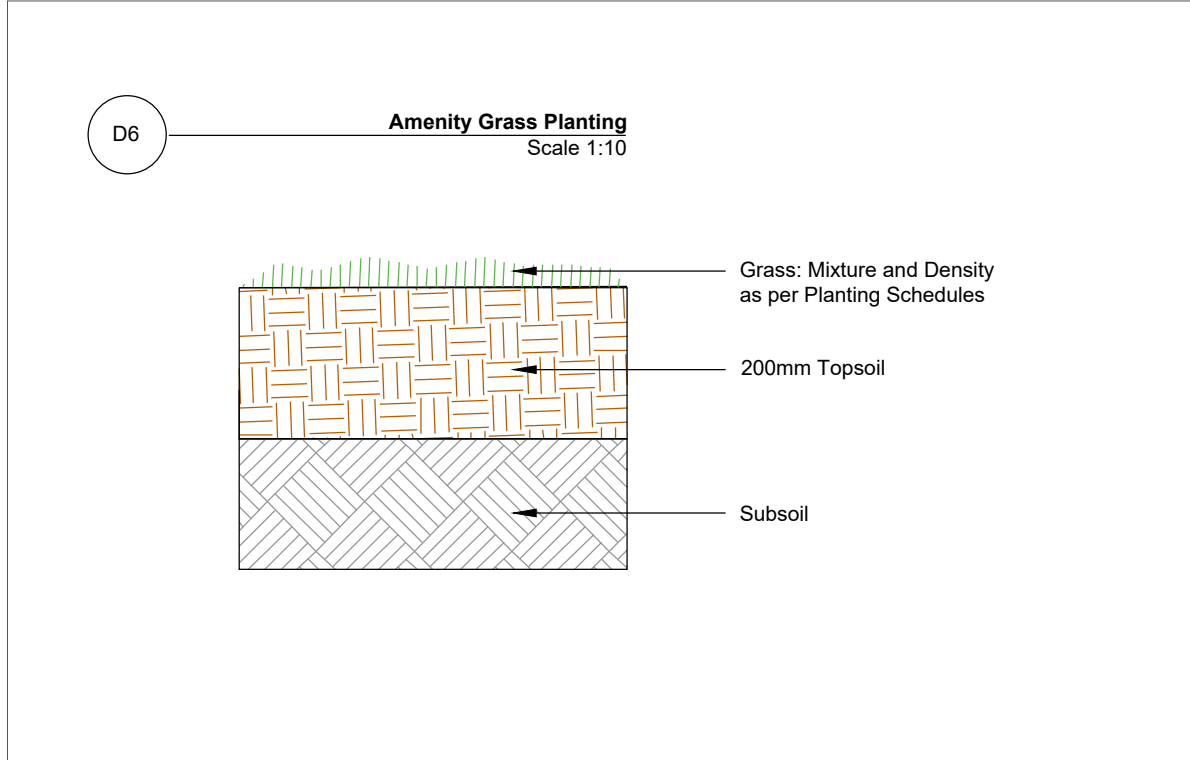 D6
Amenity Grass Planting
Scale 1:10
Grass: Mixture and Density
as per Planting Schedules
200mm Topsoil
Subsoil